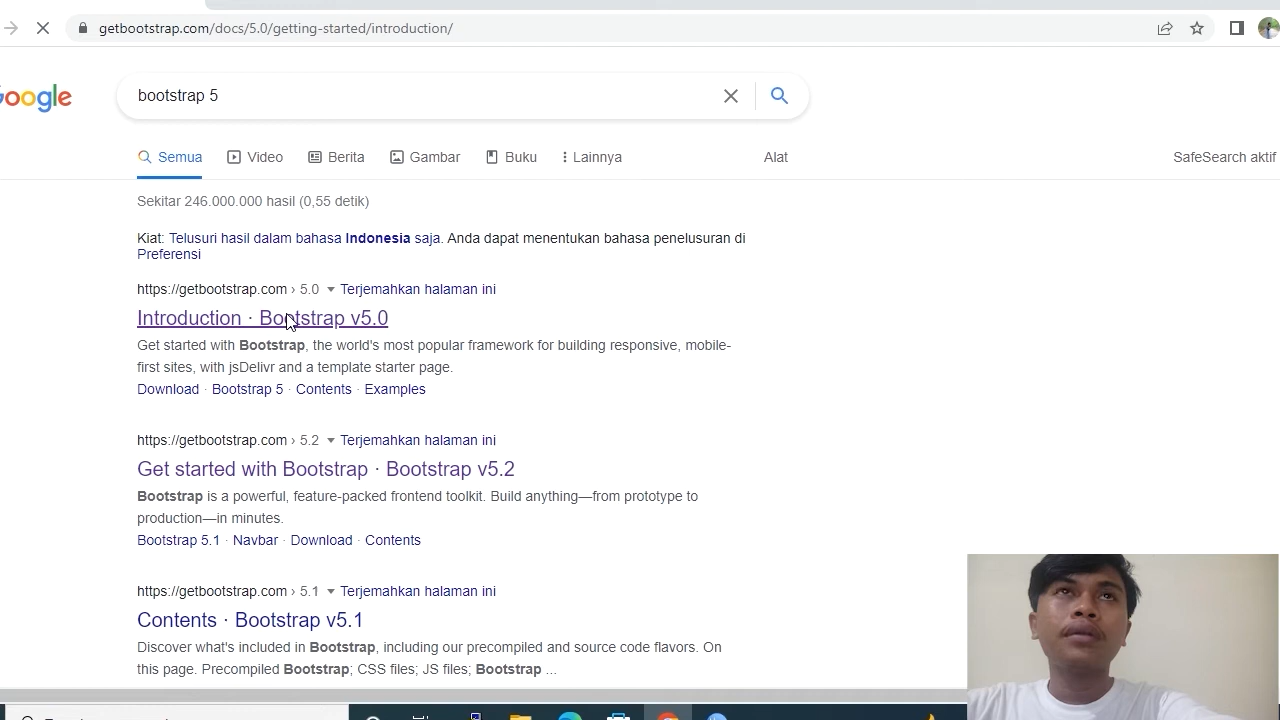 getbootstrap.com/docs/5.0/getting-started/introduction/
Google
bootstrap 5
Semua Video Berita Gambar Buku Lainnya Alat SafeSearch aktif
Sekitar 246.000.000 hasil (0,55 detik)
Kiat: Telusuri hasil dalam bahasa Indonesia saja. Anda dapat menentukan bahasa penelusuran di
Preferensi
https://getbootstrap.com › 5.0 Terjemahkan halaman ini
Introduction · Bootstrap v5.0
Get started with Bootstrap, the world's most popular framework for building responsive, mobile-
first sites, with jsDelivr and a template starter page.
Download · Bootstrap 5 · Contents · Examples
https://getbootstrap.com › 5.2 Terjemahkan halaman ini
Get started with Bootstrap · Bootstrap v5.2
Bootstrap is a powerful, feature-packed frontend toolkit. Build anything—from prototype to
production—in minutes.
Bootstrap 5.1 · Navbar · Download · Contents
https://getbootstrap.com › 5.1 Terjemahkan halaman ini
Contents · Bootstrap v5.1
Discover what's included in Bootstrap, including our precompiled and source code flavors. On
this page. Precompiled Bootstrap; CSS files; JS files; Bootstrap ...